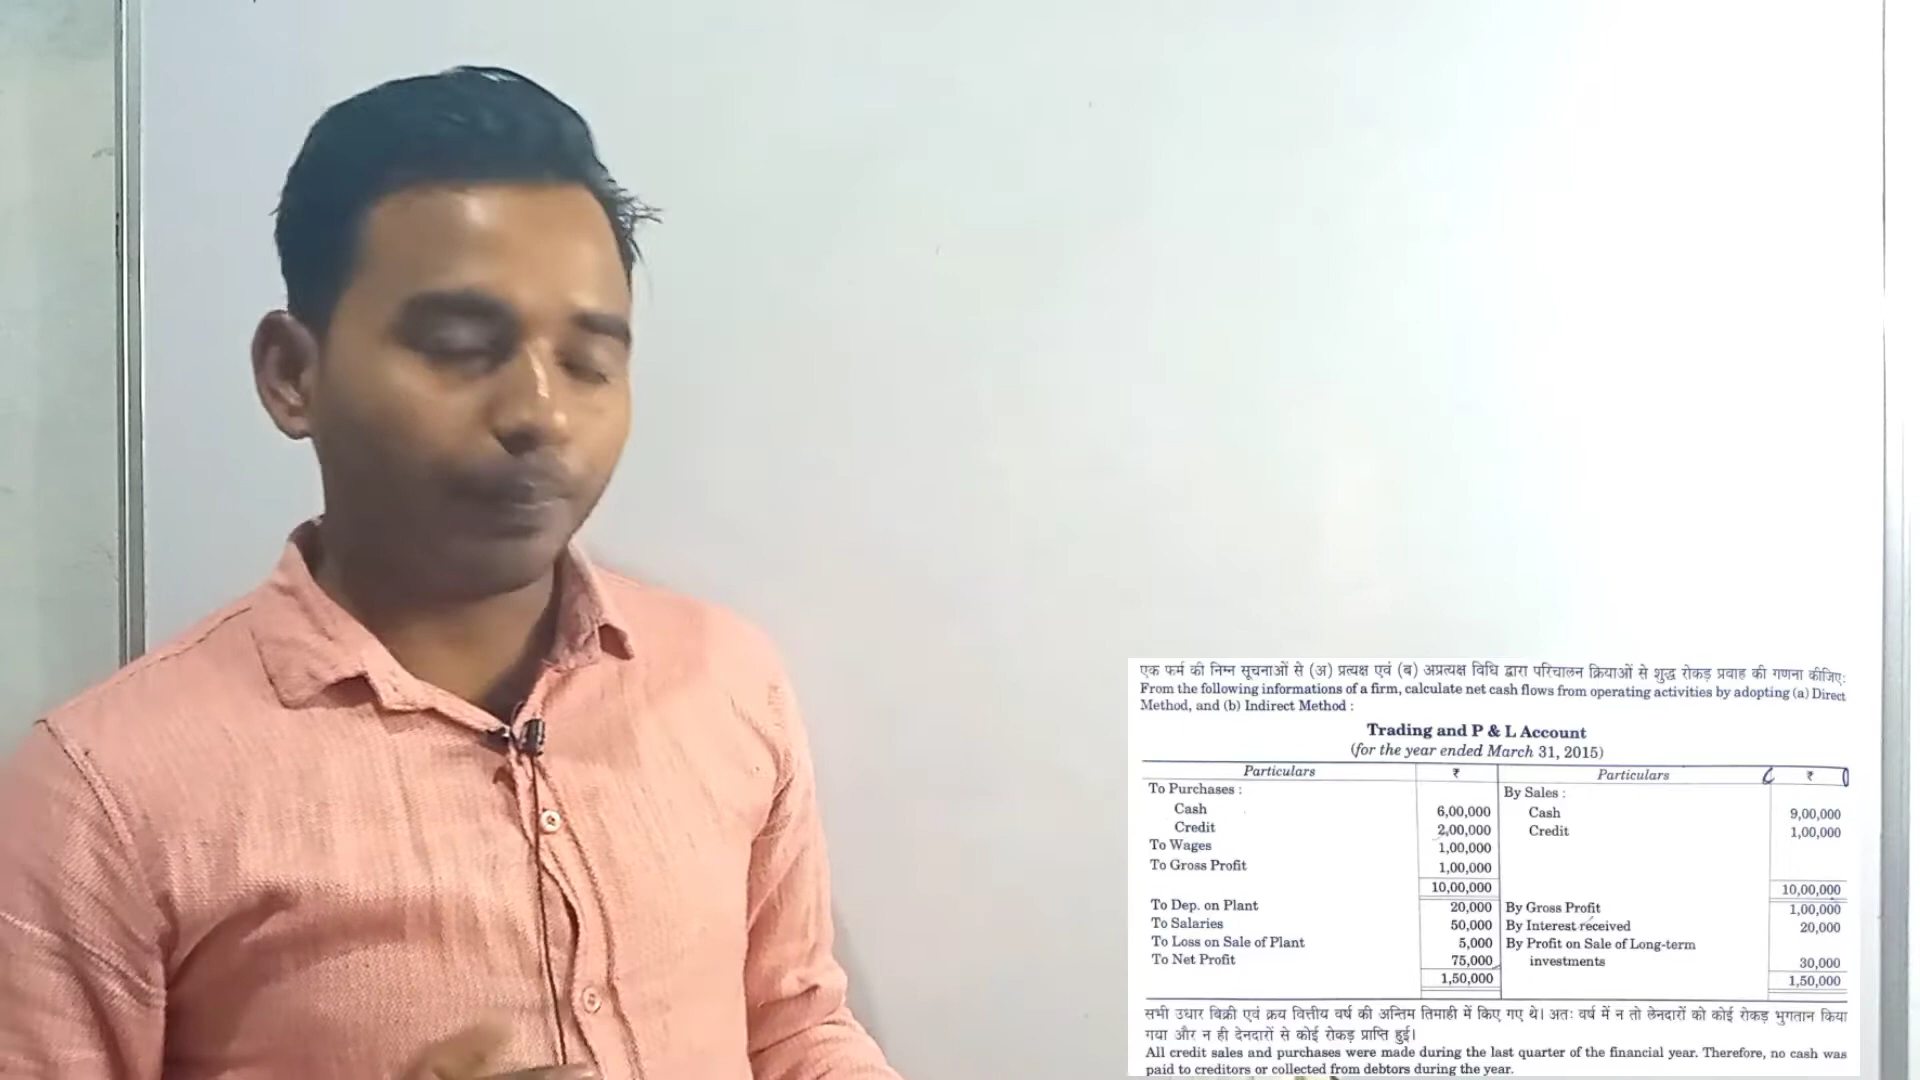 एक फर्म की निम्न सूचनाओं से (अ) प्रत्यक्ष एवं (ब) अप्रत्यक्ष विधि द्वारा परिचालन क्रियाओं से शुद्ध रोकड़ प्रवाह की गणना कीजिए:
From the following informations of a firm, calculate net cash flows from operating activities by adopting (a) Direct
Method, and (b) Indirect Method :
Trading and P & L Account
(for the year ended March 31, 2015)
Particulars ₹ Particulars ₹
To Purchases : By Sales :
Cash 6,00,000 Cash 9,00,000
Credit 2,00,000 Credit 1,00,000
To Wages 1,00,000
To Gross Profit 1,00,000
10,00,000 10,00,000
To Dep. on Plant 20,000 By Gross Profit 1,00,000
To Salaries 50,000 By Interest received 20,000
To Loss on Sale of Plant 5,000 By Profit on Sale of Long-term
To Net Profit 75,000 investments 30,000
1,50,000 1,50,000
सभी उधार बिक्री एवं क्रय वित्तीय वर्ष की अन्तिम तिमाही में किए गए थे। अतः वर्ष में न तो लेनदारों को कोई रोकड़ भुगतान किया
गया और न ही देनदारों से कोई रोकड़ प्राप्ति हुई।
All credit sales and purchases were made during the last quarter of the financial year. Therefore, no cash was
paid to creditors or collected from debtors during the year.